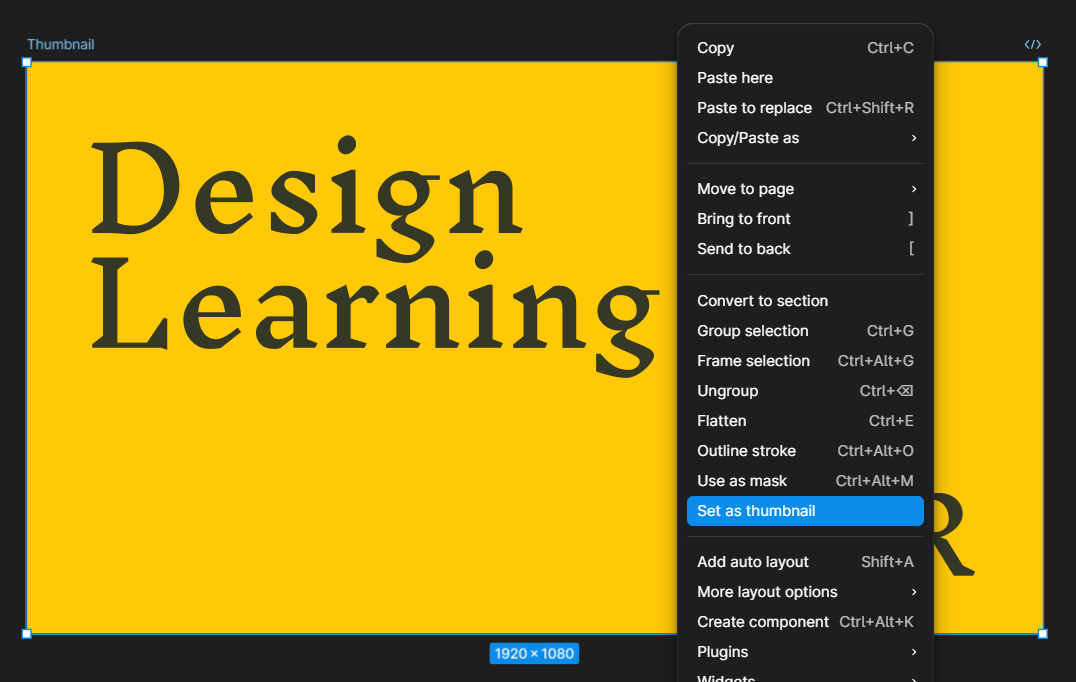 Thumbnail
Design
Learning
R
1920 × 1080
Copy Ctrl+C
Paste here
Paste to replace Ctrl+Shift+R
Copy/Paste as
Move to page
Bring to front ]
Send to back [
Convert to section
Group selection Ctrl+G
Frame selection Ctrl+Alt+G
Ungroup Ctrl+⌫
Flatten Ctrl+E
Outline stroke Ctrl+Alt+O
Use as mask Ctrl+Alt+M
Set as thumbnail
Add auto layout Shift+A
More layout options
Create component Ctrl+Alt+K
Plugins
Widgets